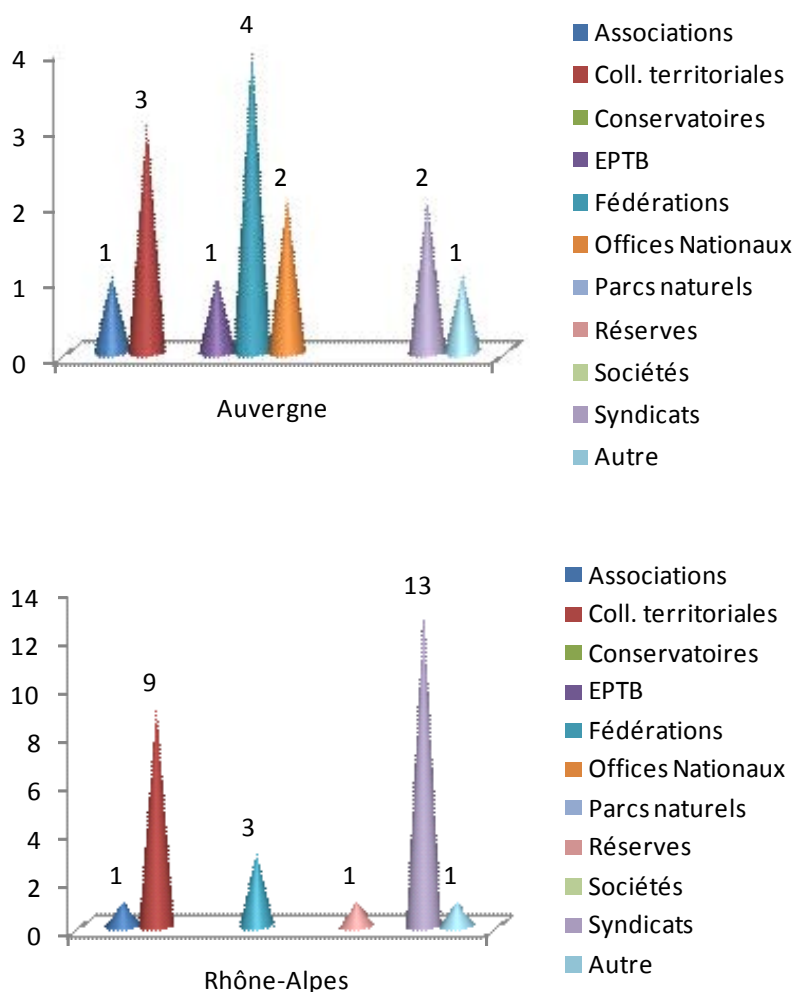 4
3
2
1
0
1
3
1
4
2
2
1
Auvergne
Associations
Coll. territoriales
Conservatoires
EPTB
Fédérations
Offices Nationaux
Parcs naturels
Réserves
Sociétés
Syndicats
Autre
14
12
10
8
6
4
2
0
1
9
3
1
13
1
Rhône-Alpes
Associations
Coll. territoriales
Conservatoires
EPTB
Fédérations
Offices Nationaux
Parcs naturels
Réserves
Sociétés
Syndicats
Autre